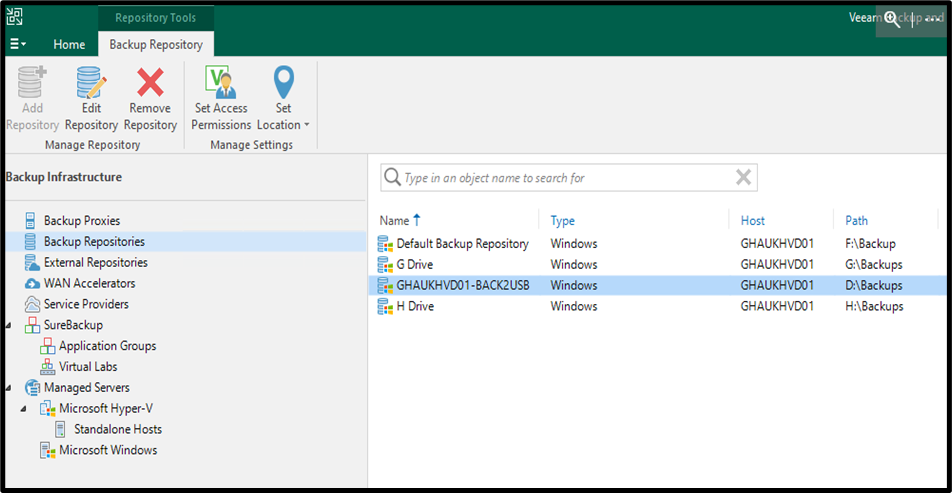 Repository Tools
Veeam Backup and
Home
Backup Repository
Add Repository
Edit Repository
Remove Repository
Set Access Permissions
Set Location
Manage Repository
Manage Settings
Backup Infrastructure
Type in an object name to search for
Backup Proxies
Backup Repositories
External Repositories
WAN Accelerators
Service Providers
SureBackup
Application Groups
Virtual Labs
Managed Servers
Microsoft Hyper-V
Standalone Hosts
Microsoft Windows
Name Type Host Path
Default Backup Repository Windows GHAUKHVD01 F:\Backup
G Drive Windows GHAUKHVD01 G:\Backups
GHAUKHVD01-BACK2USB Windows GHAUKHVD01 D:\Backups
H Drive Windows GHAUKHVD01 H:\Backups